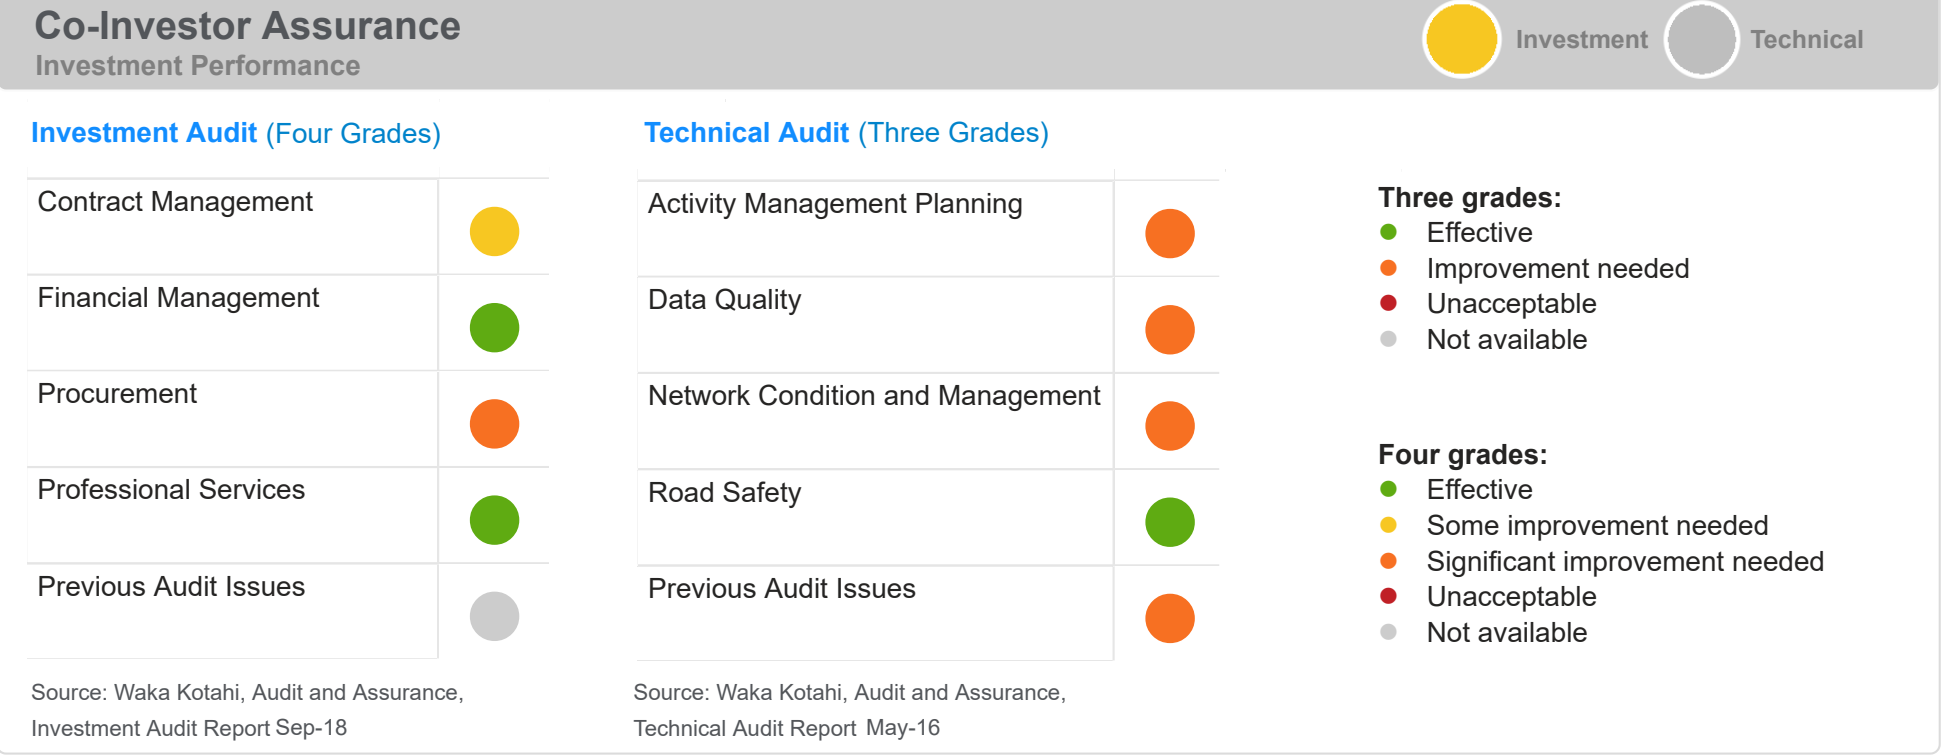 Co-Investor Assurance
Investment Performance
Investment
Technical
Investment Audit (Four Grades)
Contract Management
Financial Management
Procurement
Professional Services
Previous Audit Issues
Source: Waka Kotahi, Audit and Assurance,
Investment Audit Report Sep-18
Technical Audit (Three Grades)
Activity Management Planning
Data Quality
Network Condition and Management
Road Safety
Previous Audit Issues
Source: Waka Kotahi, Audit and Assurance,
Technical Audit Report May-16
Three grades:
Effective
Improvement needed
Unacceptable
Not available
Four grades:
Effective
Some improvement needed
Significant improvement needed
Unacceptable
Not available